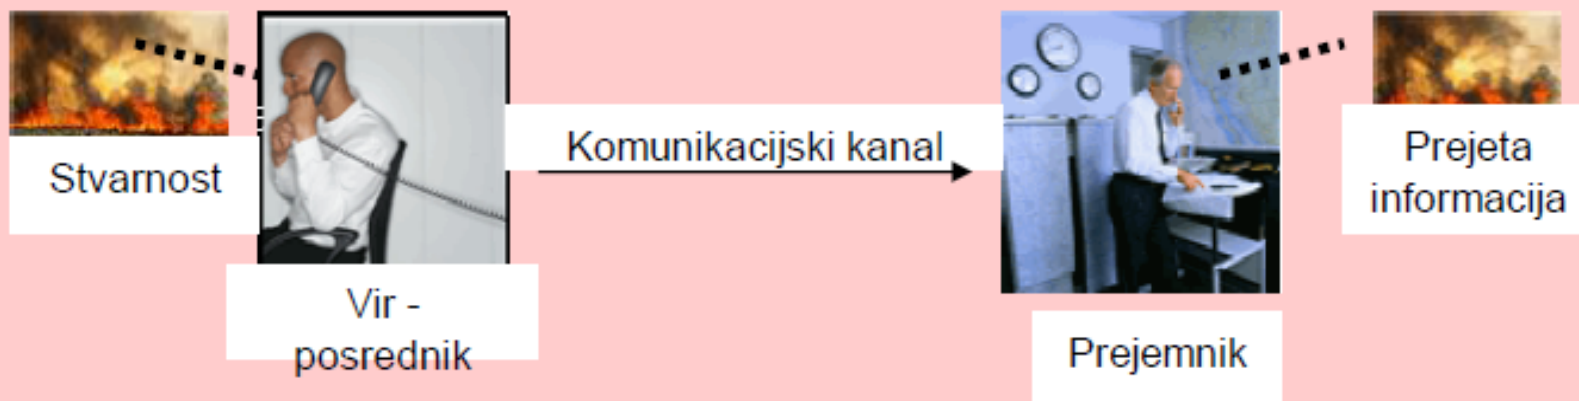 Stvarnost
Vir -
posrednik
Komunikacijski kanal
Prejemnik
Prejeta
informacija